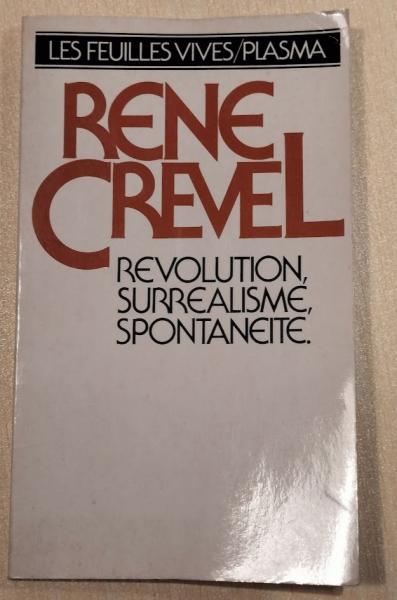 LES FEUILLES VIVES/PLASMA
RENE
CREVEL
REVOLUTION,
SURREALISME,
SPONTANEITE.